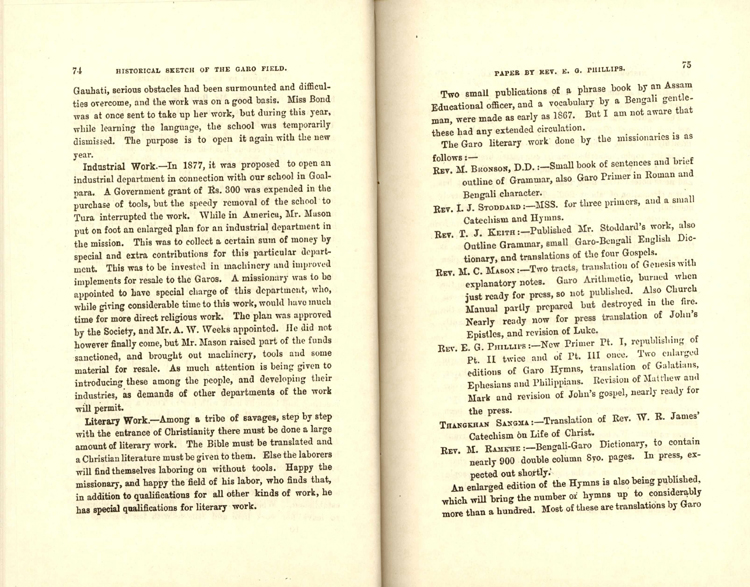 74 HISTORICAL SKETCH OF THE GARO FIELD.
Gauhati, serious obstacles had been surmounted and difficul-
ties overcome, and the work was on a good basis. Miss Bond
was at once sent to take up her work, but during this year,
while learning the language, the school was temporarily
dismissed. The purpose is to open it again with the new
year.
Industrial Work.—In 1877, it was proposed to open an
industrial department in connection with our school in Goal-
para. A Government grant of Rs. 300 was expended in the
purchase of tools, but the speedy removal of the school to
Tura interrupted the work. While in America, Mr. Mason
put on foot an enlarged plan for an industrial department in
the mission. This was to collect a certain sum of money by
special and extra contributions for this particular depart-
ment. This was to be invested in machinery and improved
implements for resale to the Garos. A missionary was to be
appointed to have special charge of this department, who,
while giving considerable time to this work, would have much
time for more direct religious work. The plan was approved
by the Society, and Mr. A. W. Weeks appointed. He did not
however finally come, but Mr. Mason raised part of the funds
sanctioned, and brought out machinery, tools and some
material for resale. As much attention is being given to
introducing these among the people, and developing their
industries, as demands of other departments of the work
will permit.
Literary Work.—Among a tribe of savages, step by step
with the entrance of Christianity there must be done a large
amount of literary work. The Bible must be translated and
a Christian literature must be given to them. Else the laborers
will find themselves laboring on without tools. Happy the
missionary, and happy the field of his labor, who finds that,
in addition to qualifications for all other kinds of work, he
has special qualifications for literary work.
PAPER BY REV. E. G. PHILLIPS. 75
Two small publications of a phrase book by an Assam
Educational officer, and a vocabulary by a Bengali gentle-
man, were made as early as 1867. But I am not aware that
these had any extended circulation.
The Garo literary work done by the missionaries is as
follows:—
REV. M. BRONSON, D.D.:—Small book of sentences and brief
outline of Grammar, also Garo Primer in Roman and
Bengali character.
REV. I. J. STODDARD:—MSS. for three primers, and a small
Catechism and Hymns.
REV. T. J. KEITH:—Published Mr. Stoddard's work, also
Outline Grammar, small Garo-Bengali English Dic-
tionary, and translations of the four Gospels.
REV. M. C. MASON:—Two tracts, translation of Genesis with
explanatory notes. Garo Arithmetic, burned when
just ready for press, so not published. Also Church
Manual partly prepared but destroyed in the fire.
Nearly ready now for press translation of John's
Epistles, and revision of Luke.
REV. E. G. PHILLIPS:—New Primer Pt. I, republishing of
Pt. II twice and of Pt. III once. Two enlarged
editions of Garo Hymns, translation of Galatians,
Ephesians and Philippians. Revision of Matthew and
Mark and revision of John's gospel, nearly ready for
the press.
THANGKHAN SANGMA:—Translation of Rev. W. R. James'
Catechism on Life of Christ.
REV. M. RAMKHE:—Bengali-Garo Dictionary, to contain
nearly 900 double column 8vo. pages. In press, ex-
pected out shortly.
An enlarged edition of the Hymns is also being published,
which will bring the number of hymns up to considerably
more than a hundred. Most of these are translations by Garo